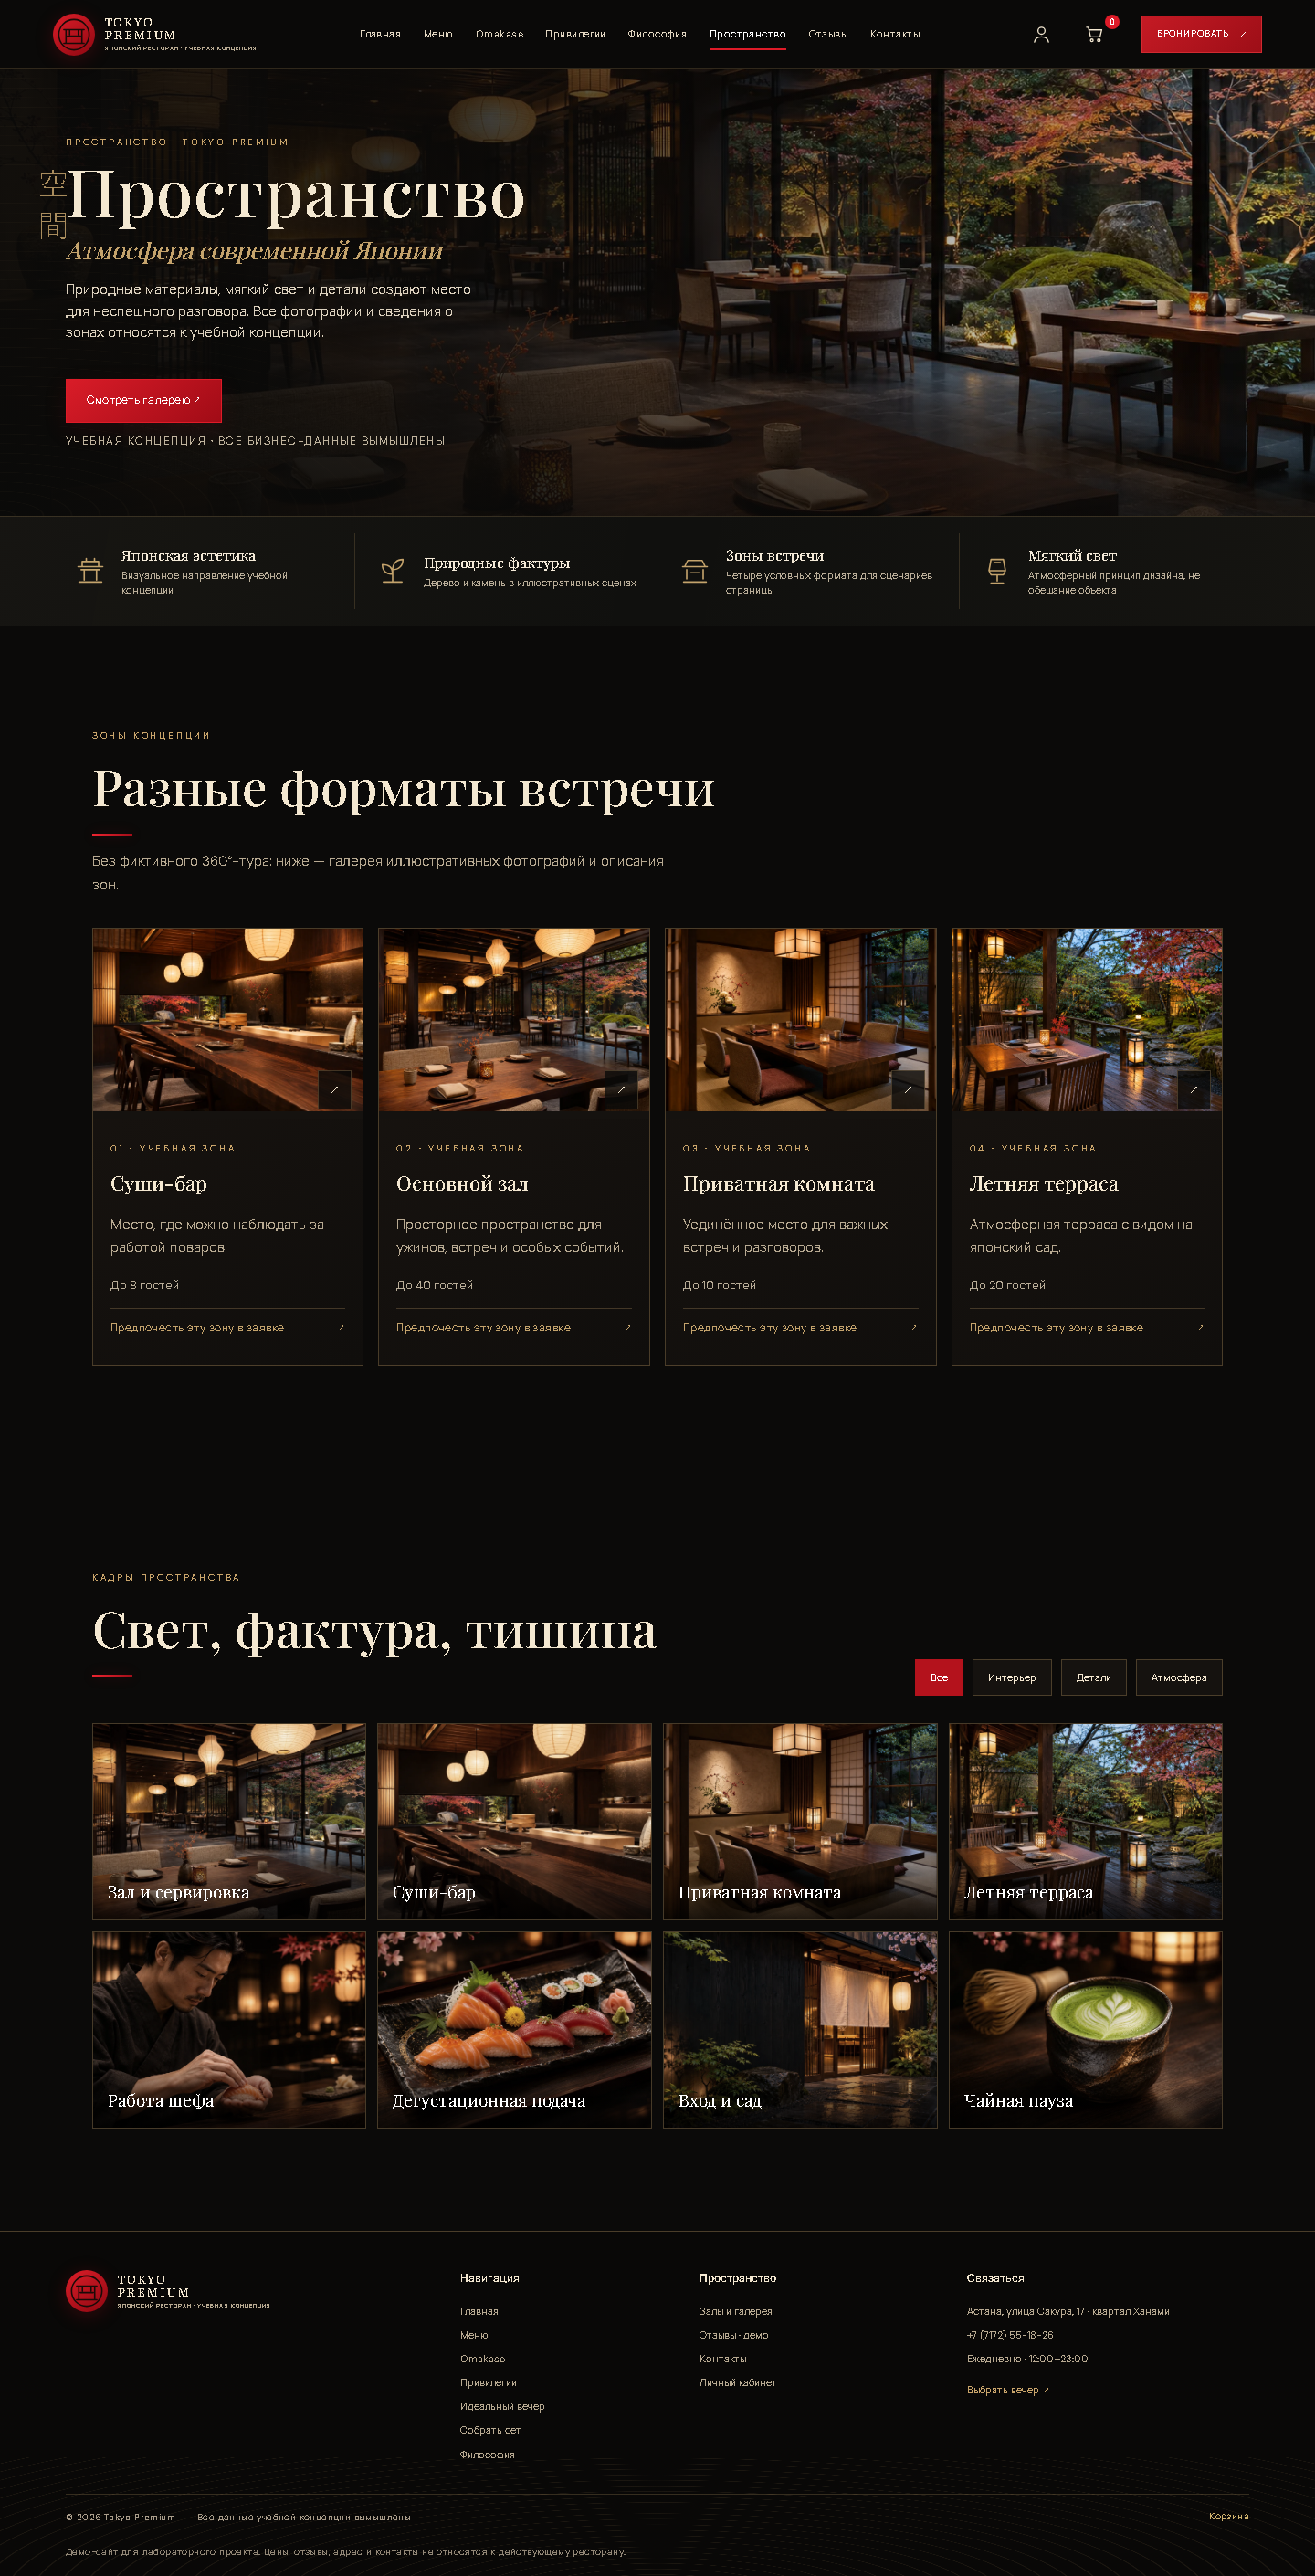 TOKYO
PREMIUM
ЯПОНСКИЙ РЕСТОРАН · УЧЕБНАЯ КОНЦЕПЦИЯ
Главная
Меню
Omakase
Привилегии
Философия
Пространство
Отзывы
Контакты
0
БРОНИРОВАТЬ ↗
ПРОСТРАНСТВО · TOKYO PREMIUM
空間
Пространство
Атмосфера современной Японии
Природные материалы, мягкий свет и детали создают место
для неспешного разговора. Все фотографии и сведения о
зонах относятся к учебной концепции.
Смотреть галерею ↗
УЧЕБНАЯ КОНЦЕПЦИЯ · ВСЕ БИЗНЕС-ДАННЫЕ ВЫМЫШЛЕНЫ
Японская эстетика
Визуальное направление учебной
концепции
Природные фактуры
Дерево и камень в иллюстративных сценах
Зоны встречи
Четыре условных формата для сценариев
страницы
Мягкий свет
Атмосферный принцип дизайна, не
обещание объекта
ЗОНЫ КОНЦЕПЦИИ
Разные форматы встречи
Без фиктивного 360°-тура: ниже — галерея иллюстративных фотографий и описания
зон.
↗
↗
↗
↗
01 · УЧЕБНАЯ ЗОНА
Суши-бар
Место, где можно наблюдать за
работой поваров.
До 8 гостей
Предпочесть эту зону в заявке ↗
02 · УЧЕБНАЯ ЗОНА
Основной зал
Просторное пространство для
ужинов, встреч и особых событий.
До 40 гостей
Предпочесть эту зону в заявке ↗
03 · УЧЕБНАЯ ЗОНА
Приватная комната
Уединённое место для важных
встреч и разговоров.
До 10 гостей
Предпочесть эту зону в заявке ↗
04 · УЧЕБНАЯ ЗОНА
Летняя терраса
Атмосферная терраса с видом на
японский сад.
До 20 гостей
Предпочесть эту зону в заявке ↗
КАДРЫ ПРОСТРАНСТВА
Свет, фактура, тишина
Все
Интерьер
Детали
Атмосфера
Зал и сервировка
Суши-бар
Приватная комната
Летняя терраса
Работа шефа
Дегустационная подача
Вход и сад
Чайная пауза
TOKYO
PREMIUM
ЯПОНСКИЙ РЕСТОРАН · УЧЕБНАЯ КОНЦЕПЦИЯ
Навигация
Главная
Меню
Omakase
Привилегии
Идеальный вечер
Собрать сет
Философия
Пространство
Залы и галерея
Отзывы · демо
Контакты
Личный кабинет
Связаться
Астана, улица Сакура, 17 · квартал Ханами
+7 (7172) 55-18-26
Ежедневно · 12:00–23:00
Выбрать вечер ↗
© 2026 Tokyo Premium
Все данные учебной концепции вымышлены
Корзина
Демо-сайт для лабораторного проекта. Цены, отзывы, адрес и контакты не относятся к действующему ресторану.